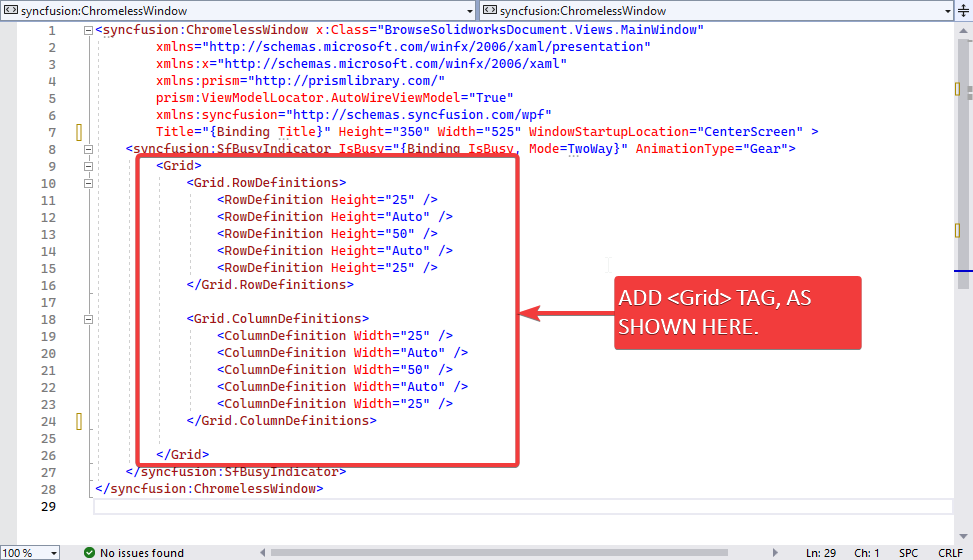 syncfusion:ChromelessWindow syncfusion:ChromelessWindow
1 <syncfusion:ChromelessWindow x:Class="BrowseSolidworksDocument.Views.MainWindow"
2 xmlns="http://schemas.microsoft.com/winfx/2006/xaml/presentation"
3 xmlns:x="http://schemas.microsoft.com/winfx/2006/xaml"
4 xmlns:prism="http://prismlibrary.com/"
5 prism:ViewModelLocator.AutoWireViewModel="True"
6 xmlns:syncfusion="http://schemas.syncfusion.com/wpf"
7 Title="{Binding Title}" Height="350" Width="525" WindowStartupLocation="CenterScreen" >
8 <syncfusion:SfBusyIndicator IsBusy="{Binding IsBusy, Mode=TwoWay}" AnimationType="Gear">
9 <Grid>
10 <Grid.RowDefinitions>
11 <RowDefinition Height="25" />
12 <RowDefinition Height="Auto" />
13 <RowDefinition Height="50" />
14 <RowDefinition Height="Auto" />
15 <RowDefinition Height="25" />
16 </Grid.RowDefinitions>
17
18 <Grid.ColumnDefinitions>
19 <ColumnDefinition Width="25" />
20 <ColumnDefinition Width="Auto" />
21 <ColumnDefinition Width="50" />
22 <ColumnDefinition Width="Auto" />
23 <ColumnDefinition Width="25" />
24 </Grid.ColumnDefinitions>
25
26 </Grid>
27 </syncfusion:SfBusyIndicator>
28 </syncfusion:ChromelessWindow>
29
ADD <Grid> TAG, AS
SHOWN HERE.
100 % No issues found Ln: 29 Ch: 1 SPC CRLF